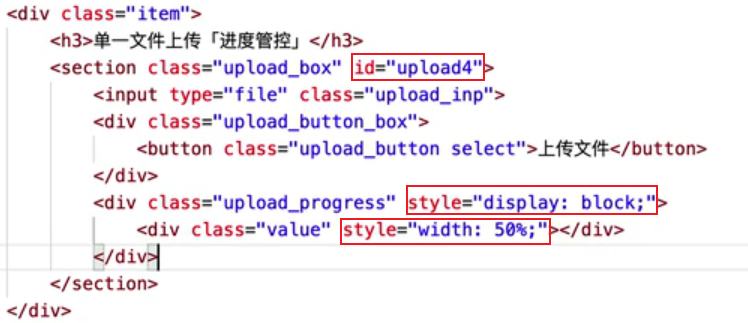 <div class="item">
<h3>单一文件上传「进度管控」</h3>
<section class="upload_box" id="upload4">
<input type="file" class="upload_inp">
<div class="upload_button_box">
<button class="upload_button select">上传文件</button>
</div>
<div class="upload_progress" style="display: block;">
<div class="value" style="width: 50%;"></div>
</div>
</section>
</div>